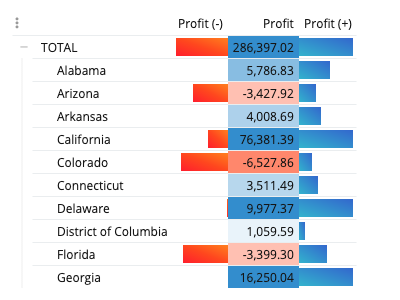 Profit (-) Profit Profit (+)
TOTAL 286,397.02
Alabama 5,786.83
Arizona -3,427.92
Arkansas 4,008.69
California 76,381.39
Colorado -6,527.86
Connecticut 3,511.49
Delaware 9,977.37
District of Columbia 1,059.59
Florida -3,399.30
Georgia 16,250.04